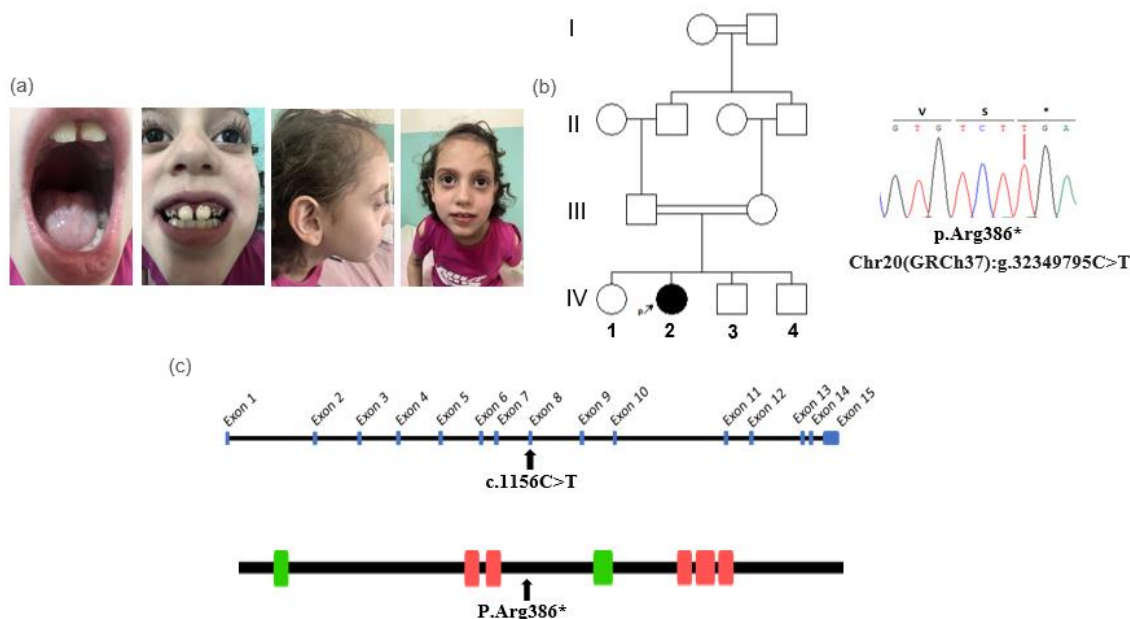 (a)
(b)
I
II
III
IV
1 2 3 4
V S *
G T G T C T T G A
p.Arg386*
Chr20(GRCh37):g.32349795C>T
(c)
Exon 1 Exon 2 Exon 3 Exon 4 Exon 5 Exon 6 Exon 7 Exon 8 Exon 9 Exon 10 Exon 11 Exon 12 Exon 13 Exon 14 Exon 15
c.1156C>T
P.Arg386*